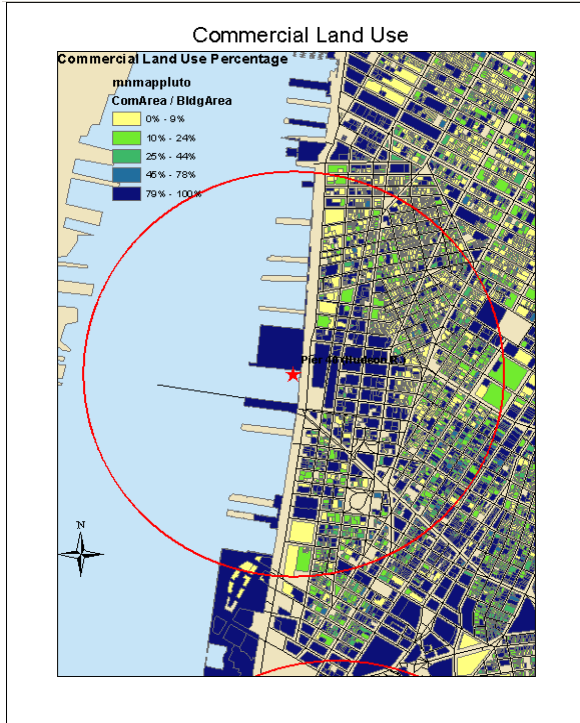 Commercial Land Use
Commercial Land Use Percentage
mnmappluto
ComArea / BldgArea
0% - 9%
10% - 24%
25% - 44%
45% - 78%
79% - 100%
Pier
N